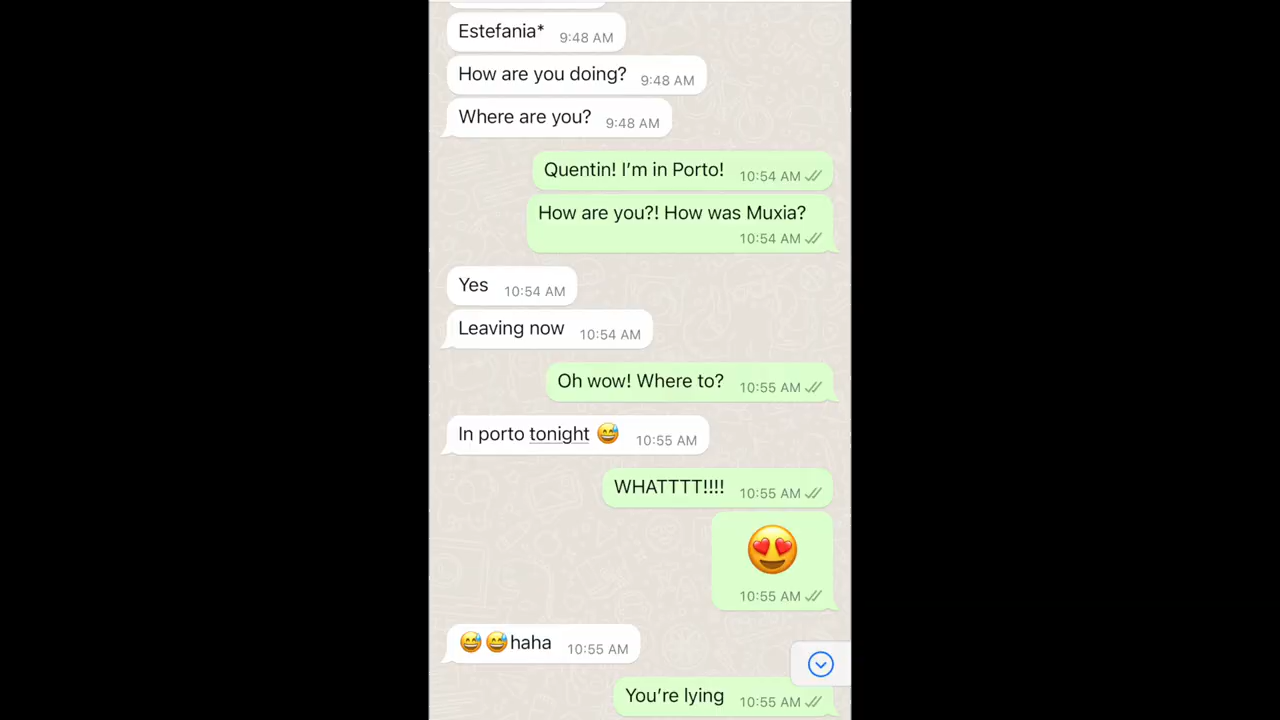 Estefania* 9:48 AM
How are you doing? 9:48 AM
Where are you? 9:48 AM
Quentin! I’m in Porto! 10:54 AM
How are you?! How was Muxia?
10:54 AM
Yes 10:54 AM
Leaving now 10:54 AM
Oh wow! Where to? 10:55 AM
In porto tonight 😅 10:55 AM
WHATTTT!!!! 10:55 AM
😍
10:55 AM
😅😅haha 10:55 AM
You’re lying 10:55 AM